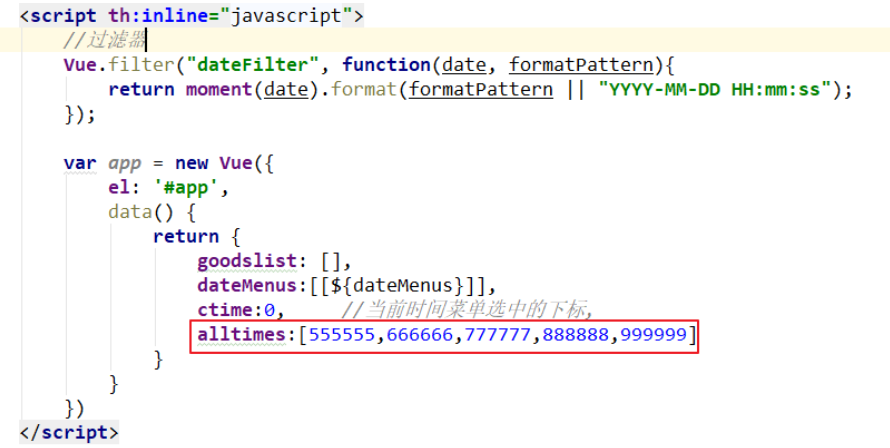 <script th:inline="javascript">
//过滤器
Vue.filter("dateFilter", function(date, formatPattern){
return moment(date).format(formatPattern || "YYYY-MM-DD HH:mm:ss");
});
var app = new Vue({
el: '#app',
data() {
return {
goodslist: [],
dateMenus:[[${dateMenus}]],
ctime:0, //当前时间菜单选中的下标,
alltimes:[555555,666666,777777,888888,999999]
}
}
})
</script>